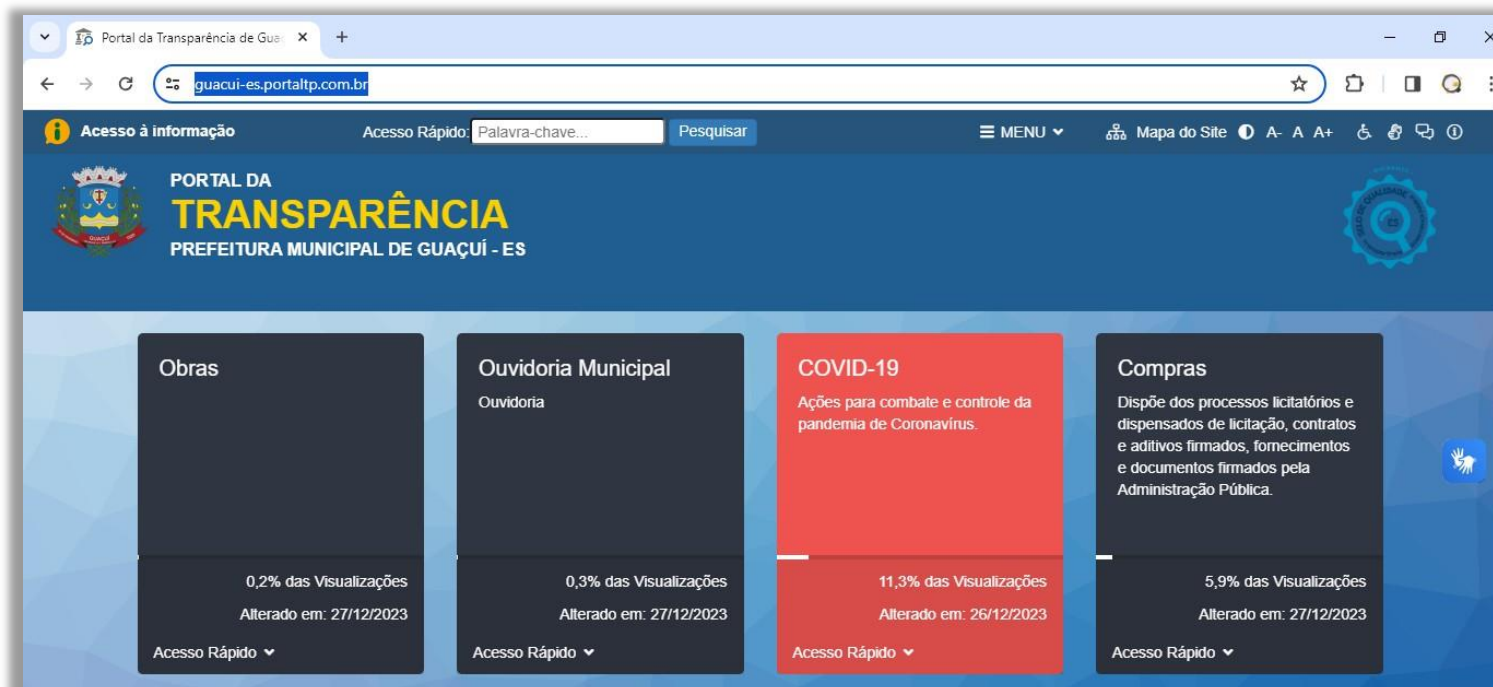 Portal da Transparência de Gua
guacui-es.portaltp.com.br
Acesso à informação Acesso Rápido: Palavra-chave... Pesquisar MENU Mapa do Site A- A A+
PORTAL DA
TRANSPARÊNCIA
PREFEITURA MUNICIPAL DE GUAÇUÍ - ES
Obras
Ouvidoria Municipal
Ouvidoria
COVID-19
Ações para combate e controle da
pandemia de Coronavírus.
Compras
Dispõe dos processos licitatórios e
dispensados de licitação, contratos
e aditivos firmados, fornecimentos
e documentos firmados pela
Administração Pública.
0,2% das Visualizações
Alterado em: 27/12/2023
Acesso Rápido
0,3% das Visualizações
Alterado em: 27/12/2023
Acesso Rápido
11,3% das Visualizações
Alterado em: 26/12/2023
Acesso Rápido
5,9% das Visualizações
Alterado em: 27/12/2023
Acesso Rápido